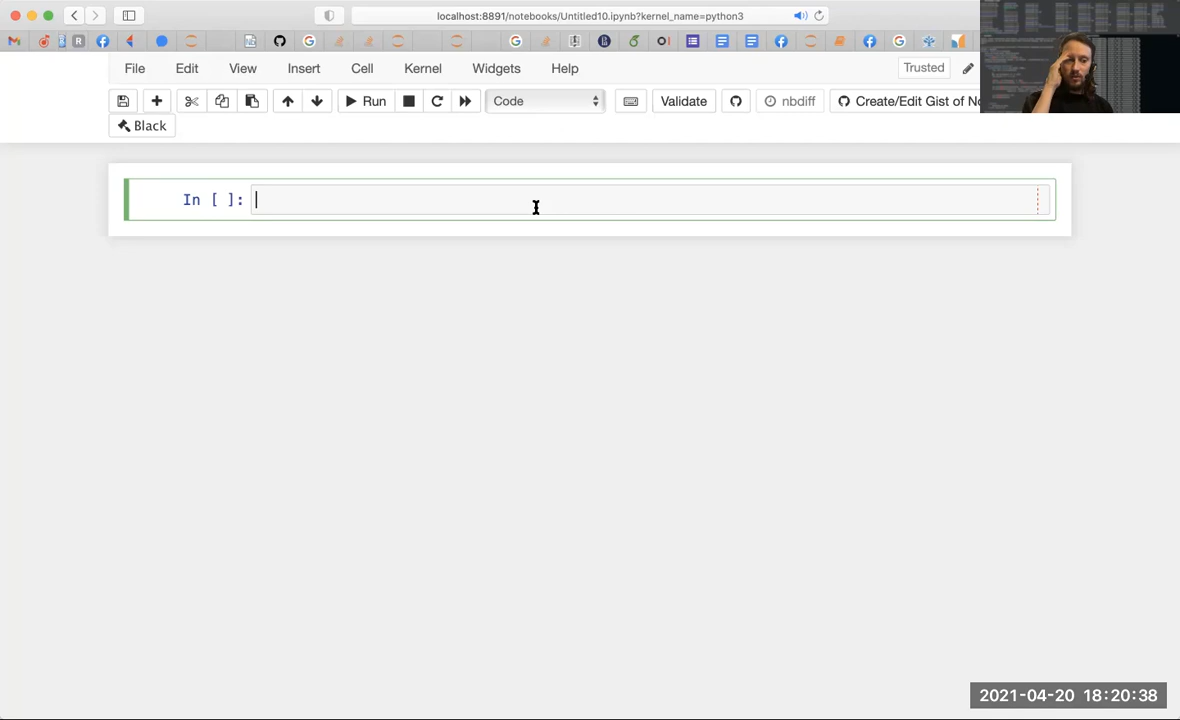 localhost:8891/notebooks/Untitled10.ipynb?kernel_name=python3
File Edit View Insert Cell Kernel Widgets Help Trusted
Run Code Validate nbdiff Create/Edit Gist of No
Black
In [ ]:
2021-04-20 18:20:38